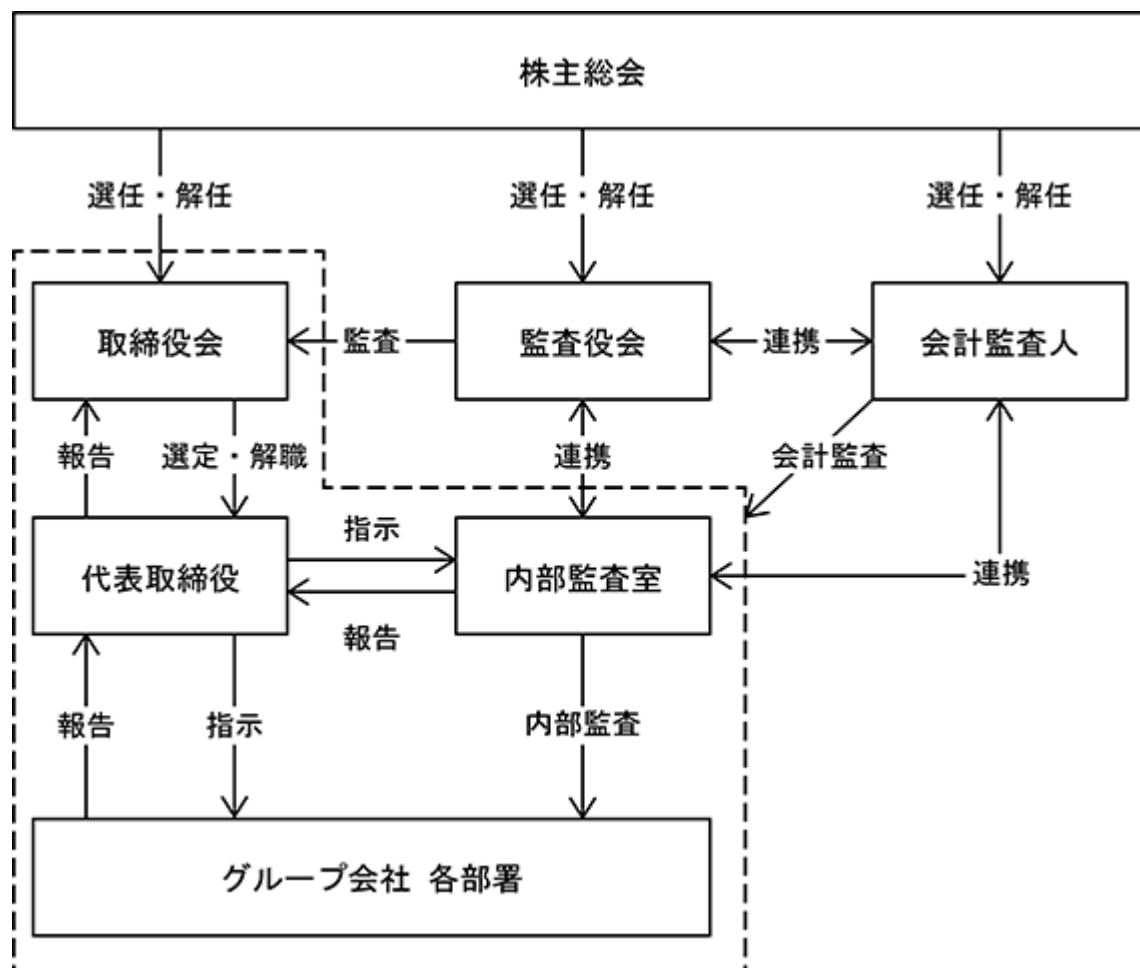 株主総会
選任・解任
選任・解任
選任・解任
取締役会
監査
監査役会
連携
会計監査人
報告
選定・解職
連携
会計監査
代表取締役
指示
報告
内部監査室
連携
報告
指示
内部監査
グループ会社 各部署